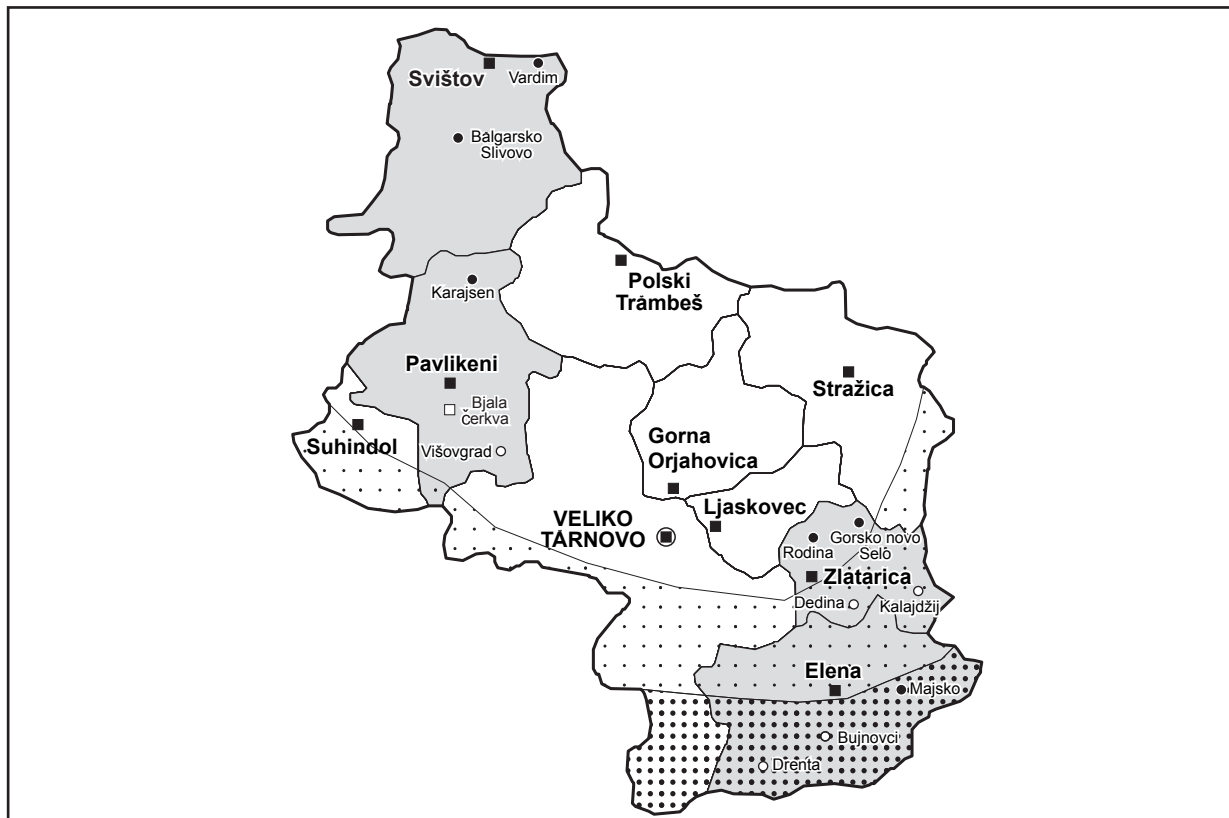 Svištov
Vardim
Bălgarsko
Slivovo
Polski
Trămbeš
Karajsen
Pavlikeni
Stražica
Bjala
čerkva
Suhindol
Višovgrad
Gorna
Orjahovica
Ljaskovec
VELIKO
TĂRNOVO
Rodina
Gorsko novo
Selo
Zlatarica
Dedina
Kalajdžij
Elena
Majsko
Bujnovci
Drenta